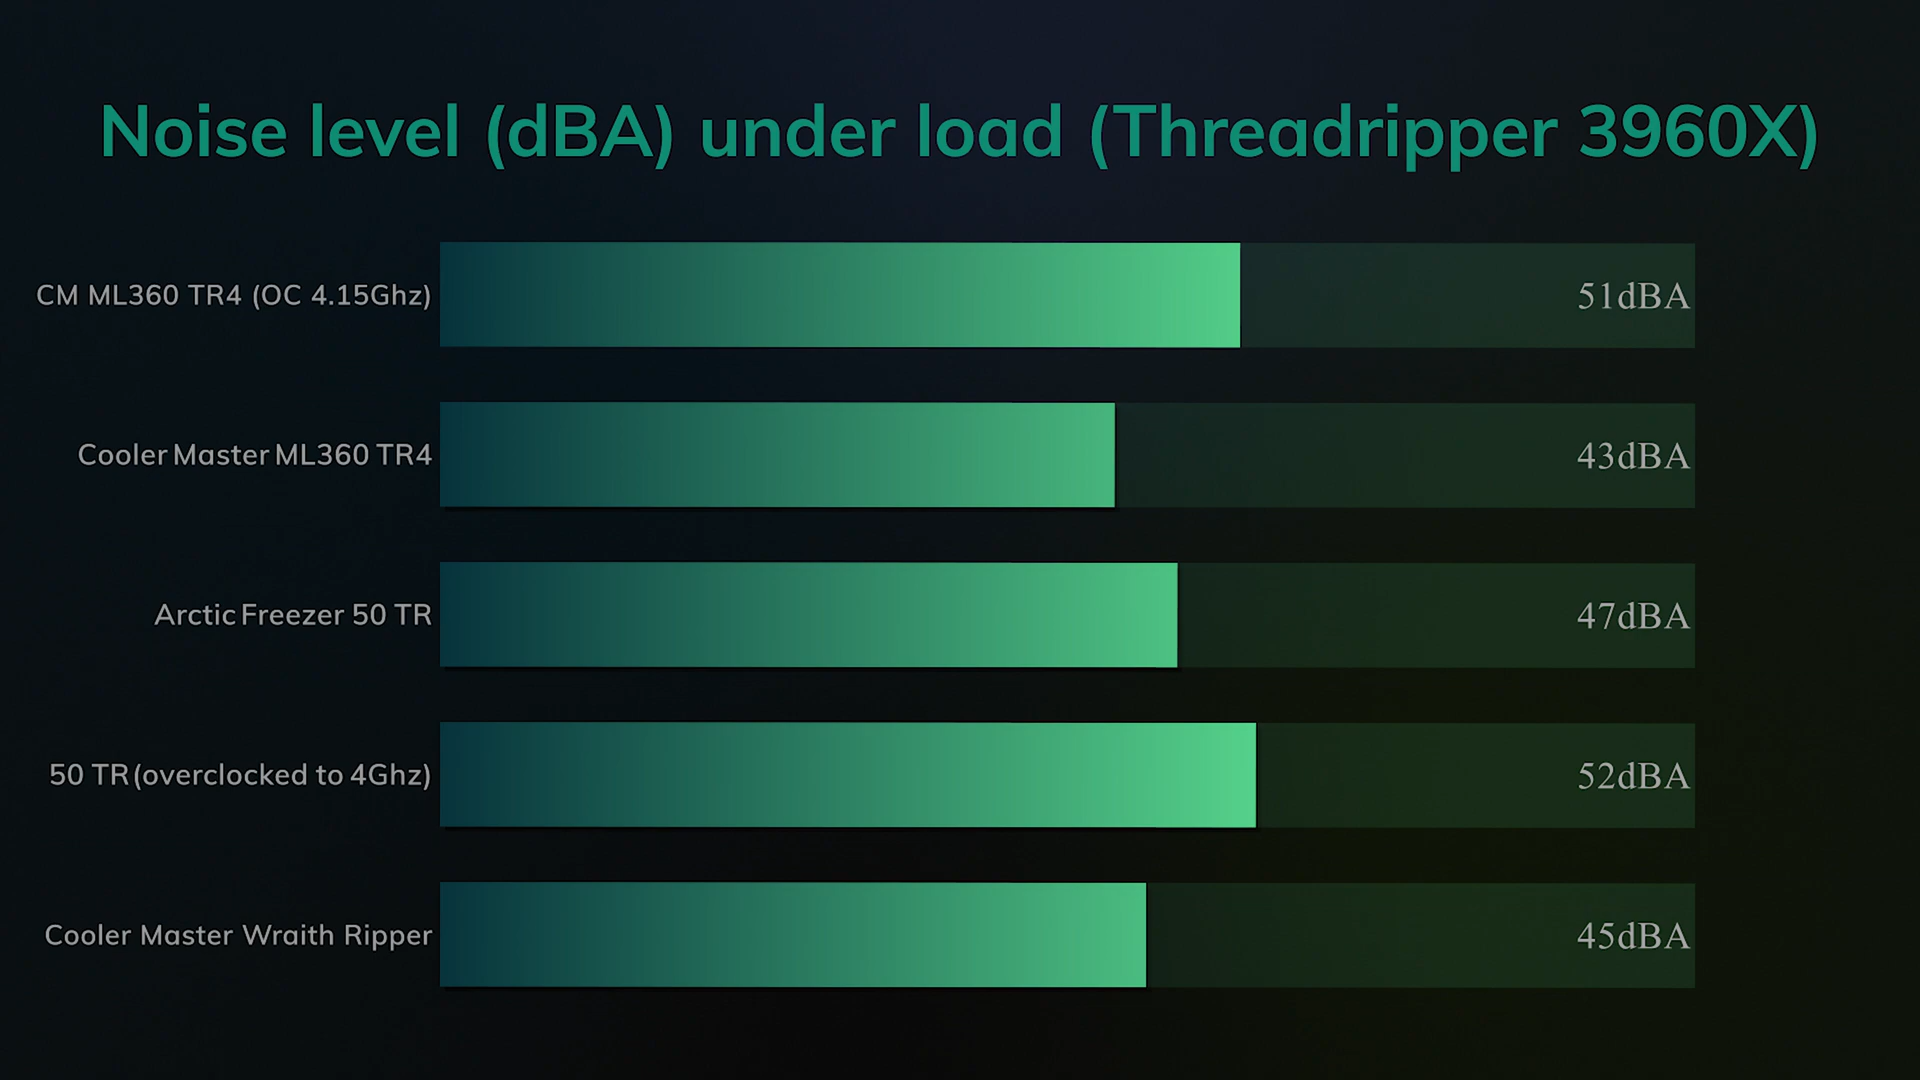 Noise level (dBA) under load (Threadripper 3960X)
CM ML360 TR4 (OC 4.15Ghz) 51dBA
Cooler Master ML360 TR4 43dBA
Arctic Freezer 50 TR 47dBA
50 TR (overclocked to 4Ghz) 52dBA
Cooler Master Wraith Ripper 45dBA